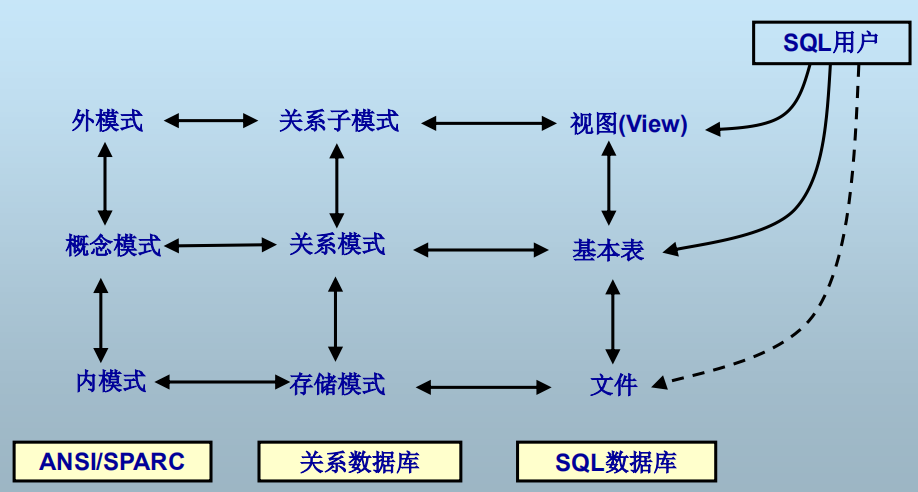 SQL用户
外模式 关系子模式 视图(View)
概念模式 关系模式 基本表
内模式 存储模式 文件
ANSI/SPARC 关系数据库 SQL数据库